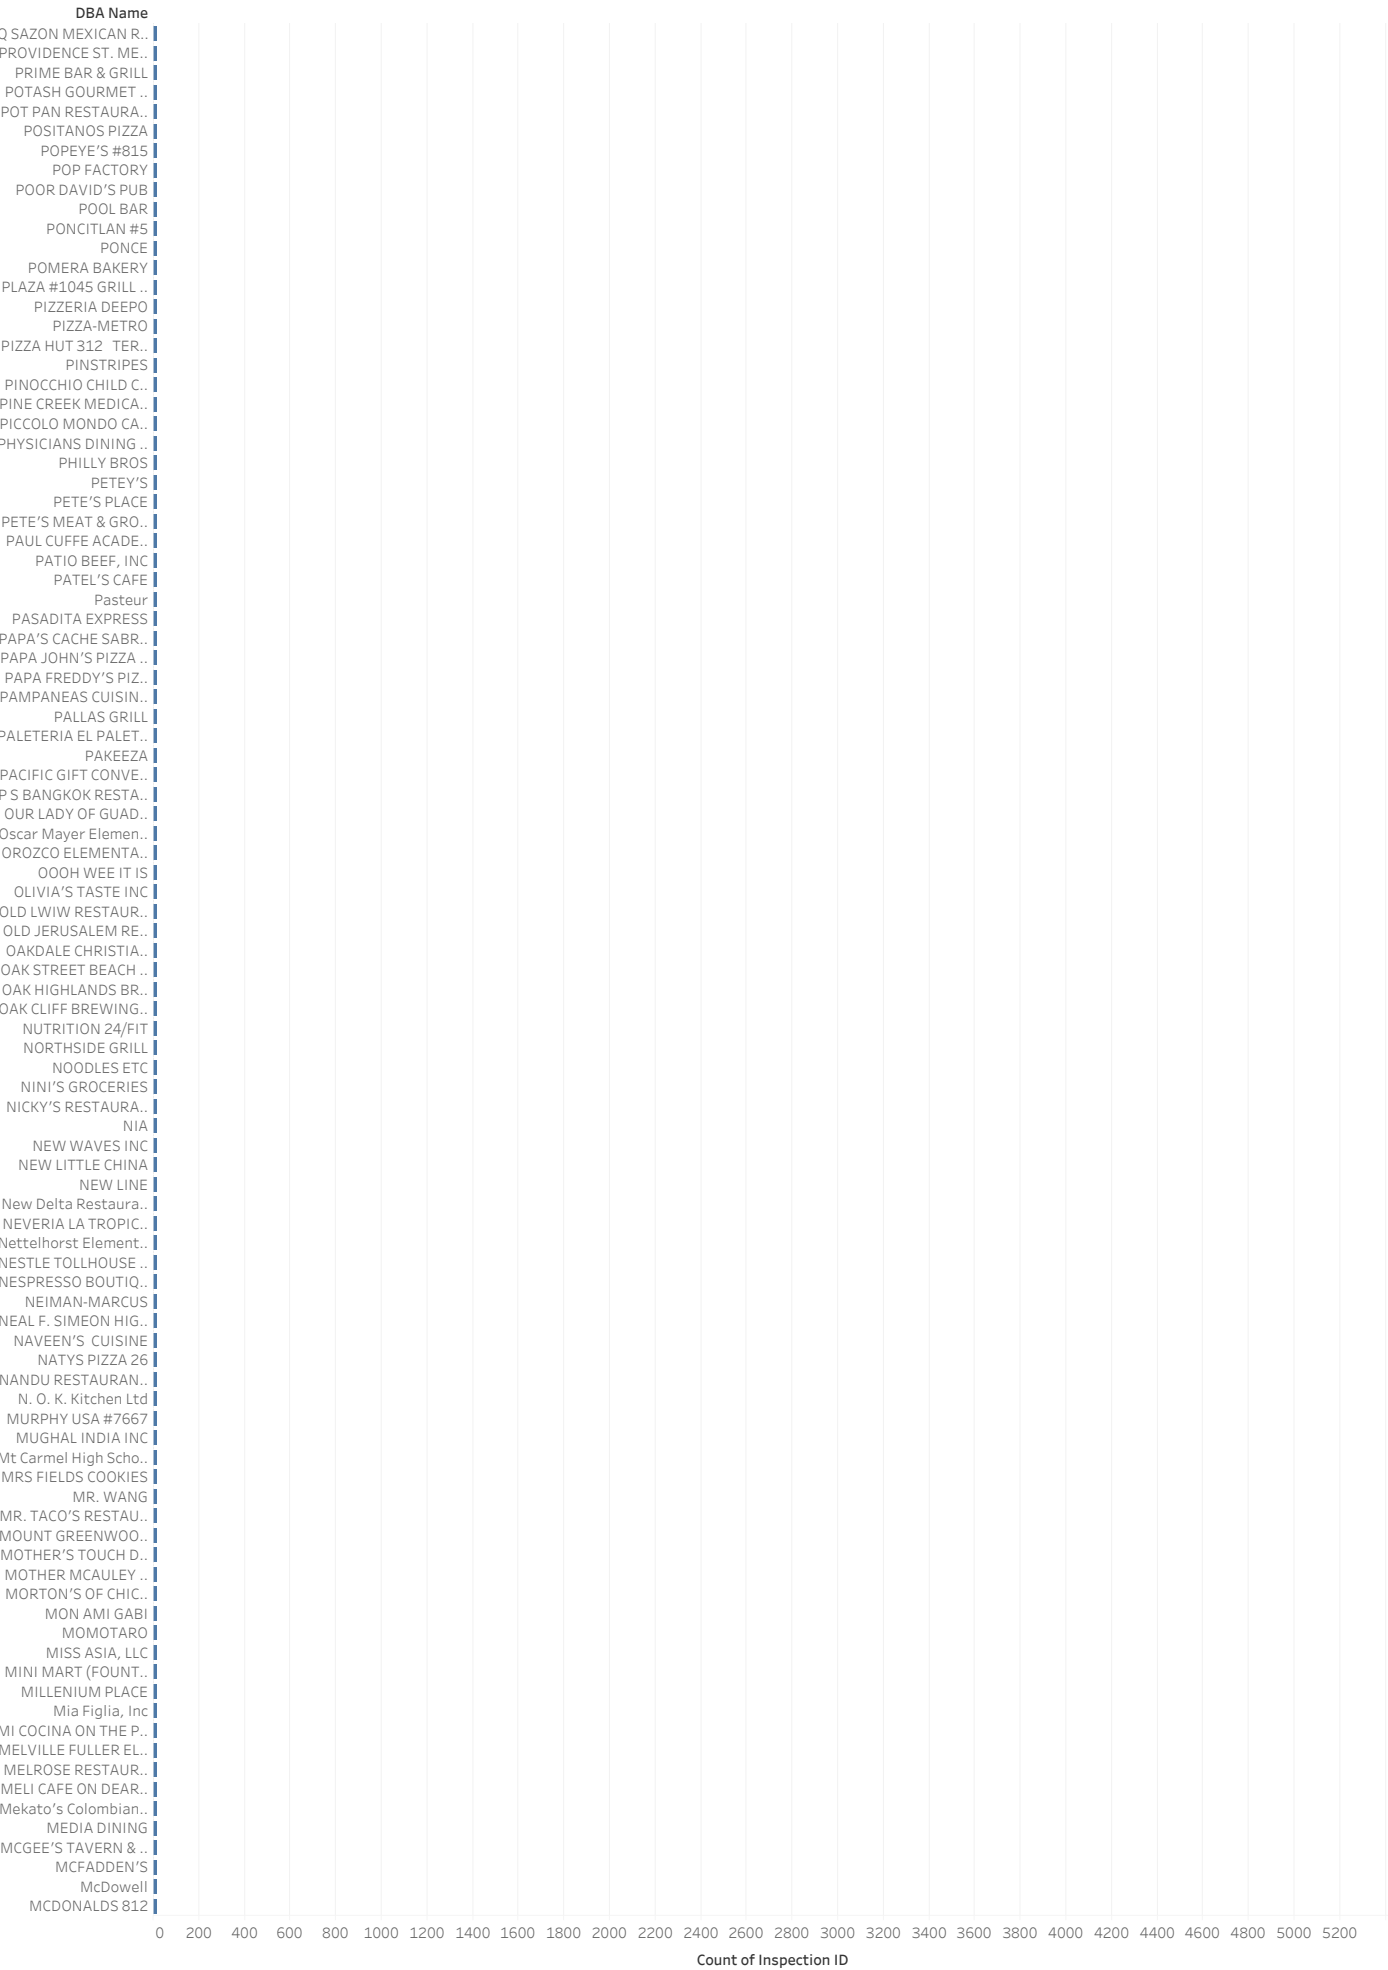 DBA Name
Q SAZON MEXICAN R..
PROVIDENCE ST. ME..
PRIME BAR & GRILL
POTASH GOURMET ..
POT PAN RESTAURA..
POSITANOS PIZZA
POPEYE'S #815
POP FACTORY
POOR DAVID'S PUB
POOL BAR
PONCITLAN #5
PONCE
POMERA BAKERY
PLAZA #1045 GRILL ..
PIZZERIA DEEPO
PIZZA-METRO
PIZZA HUT 312 TER..
PINSTRIPES
PINOCCHIO CHILD C..
PINE CREEK MEDICA..
PICCOLO MONDO CA..
PHYSICIANS DINING ..
PHILLY BROS
PETEY'S
PETE'S PLACE
PETE'S MEAT & GRO..
PAUL CUFFE ACADE..
PATIO BEEF, INC
PATEL'S CAFE
Pasteur
PASADITA EXPRESS
PAPA'S CACHE SABR..
PAPA JOHN'S PIZZA ..
PAPA FREDDY'S PIZ..
PAMPANEAS CUISIN..
PALLAS GRILL
PALETERIA EL PALET..
PAKEEZA
PACIFIC GIFT CONVE..
P S BANGKOK RESTA..
OUR LADY OF GUAD..
Oscar Mayer Elemen..
OROZCO ELEMENTA..
OOOH WEE IT IS
OLIVIA'S TASTE INC
OLD LWIW RESTAUR..
OLD JERUSALEM RE..
OAKDALE CHRISTIA..
OAK STREET BEACH ..
OAK HIGHLANDS BR..
OAK CLIFF BREWING..
NUTRITION 24/FIT
NORTHSIDE GRILL
NOODLES ETC
NINI'S GROCERIES
NICKY'S RESTAURA..
NIA
NEW WAVES INC
NEW LITTLE CHINA
NEW LINE
New Delta Restaura..
NEVERIA LA TROPIC..
Nettelhorst Element..
NESTLE TOLLHOUSE ..
NESPRESSO BOUTIQ..
NEIMAN-MARCUS
NEAL F. SIMEON HIG..
NAVEEN'S CUISINE
NATYS PIZZA 26
NANDU RESTAURAN..
N. O. K. Kitchen Ltd
MURPHY USA #7667
MUGHAL INDIA INC
Mt Carmel High Scho..
MRS FIELDS COOKIES
MR. WANG
MR. TACO'S RESTAU..
MOUNT GREENWOO..
MOTHER'S TOUCH D..
MOTHER MCAULEY ..
MORTON'S OF CHIC..
MON AMI GABI
MOMOTARO
MISS ASIA, LLC
MINI MART (FOUNT..
MILLENIUM PLACE
Mia Figlia, Inc
MI COCINA ON THE P..
MELVILLE FULLER EL..
MELROSE RESTAUR..
MELI CAFE ON DEAR..
Mekato's Colombian..
MEDIA DINING
MCGEE'S TAVERN & ..
MCFADDEN'S
McDowell
MCDONALDS 812
0 200 400 600 800 1000 1200 1400 1600 1800 2000 2200 2400 2600 2800 3000 3200 3400 3600 3800 4000 4200 4400 4600 4800 5000 5200
Count of Inspection ID